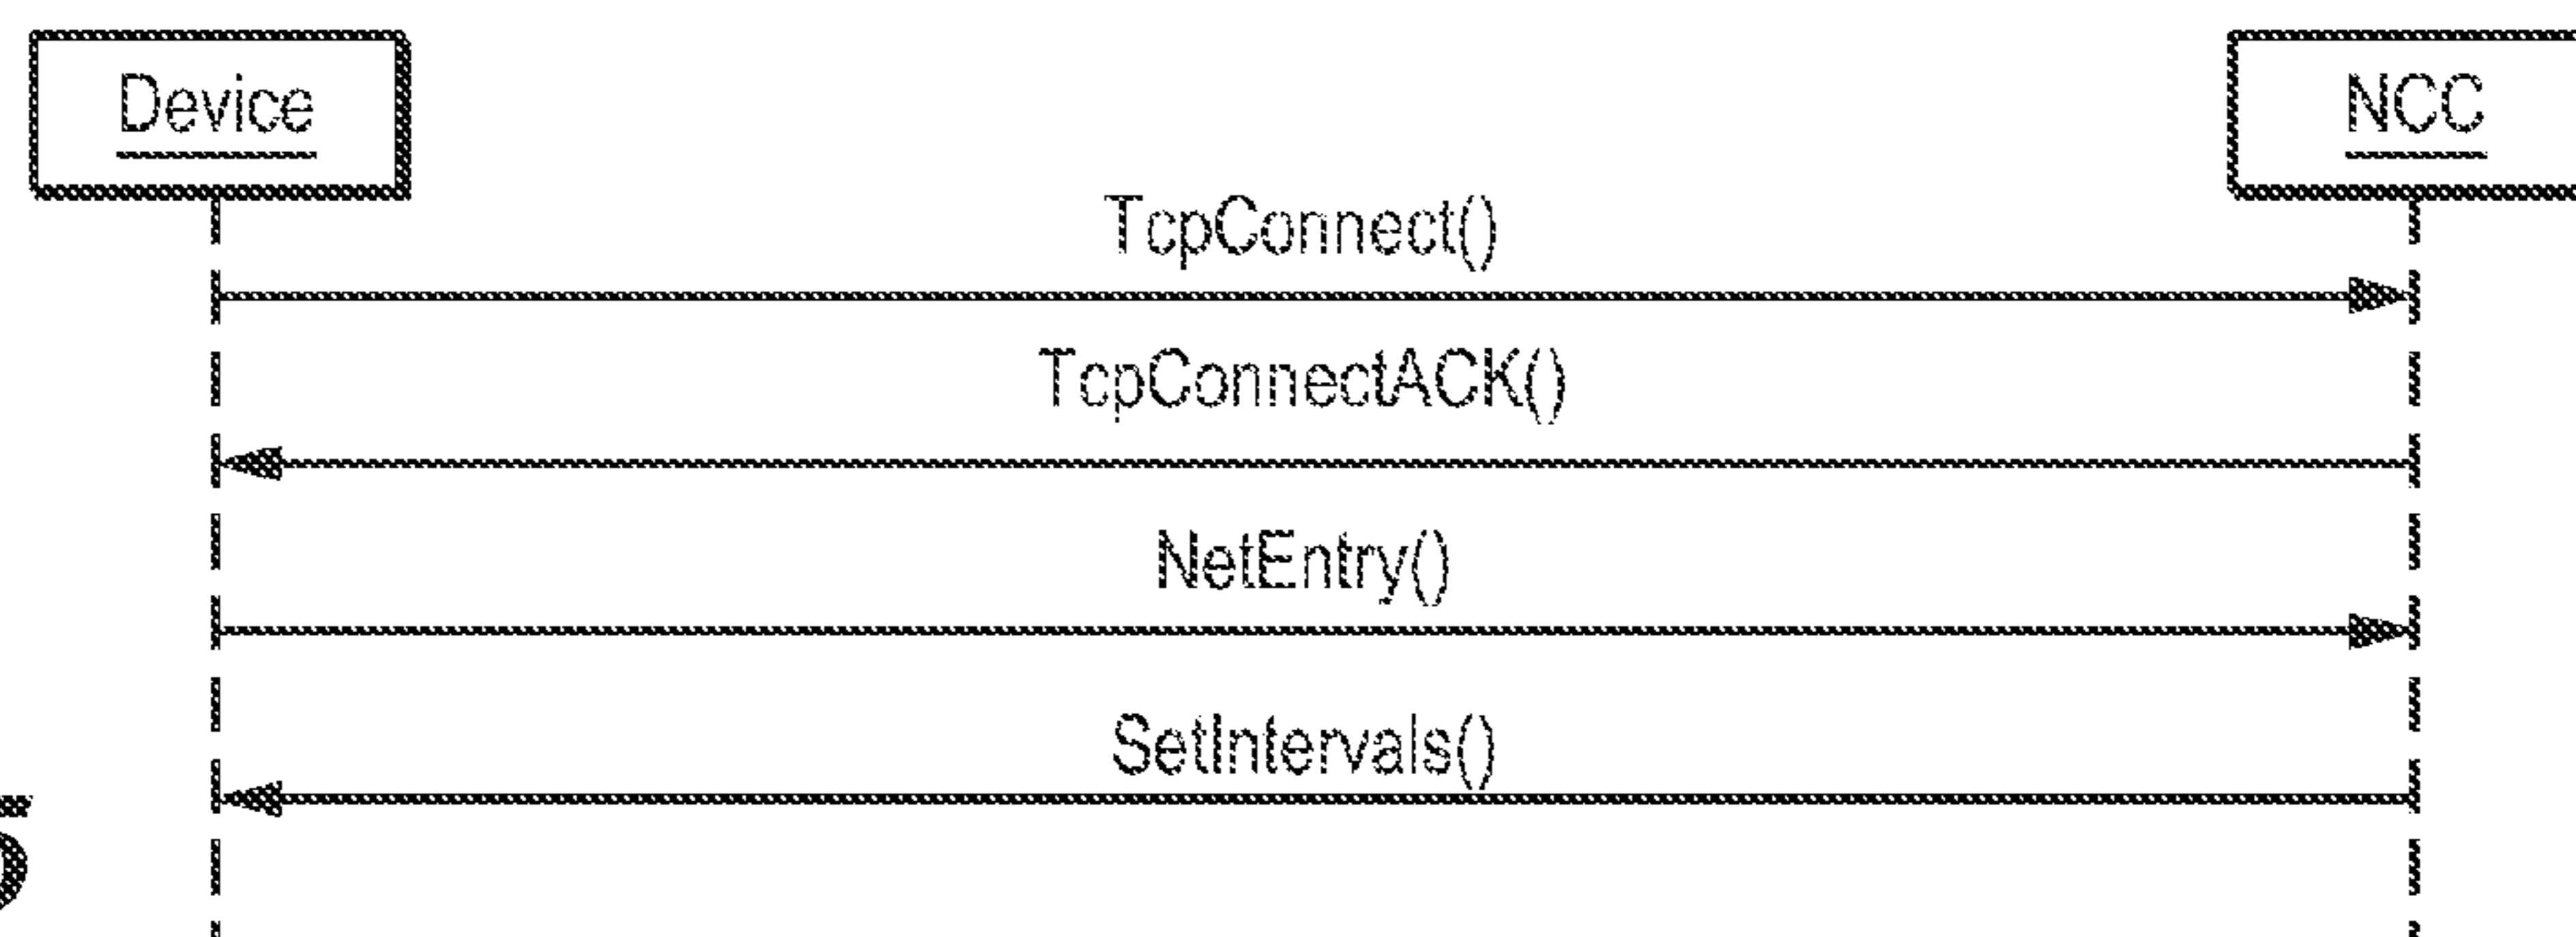 Device
NCC
TcpConnect()
TcpConnectACK()
NetEntry()
SetIntervals()